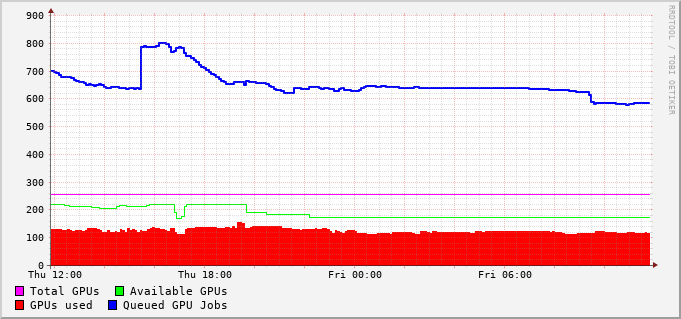 900
800
700
600
500
400
300
200
100
0
Thu 12:00 Thu 18:00 Fri 00:00 Fri 06:00
Total GPUs Available GPUs
GPUs used Queued GPU Jobs
RRDTOOL / TOBI OETIKER